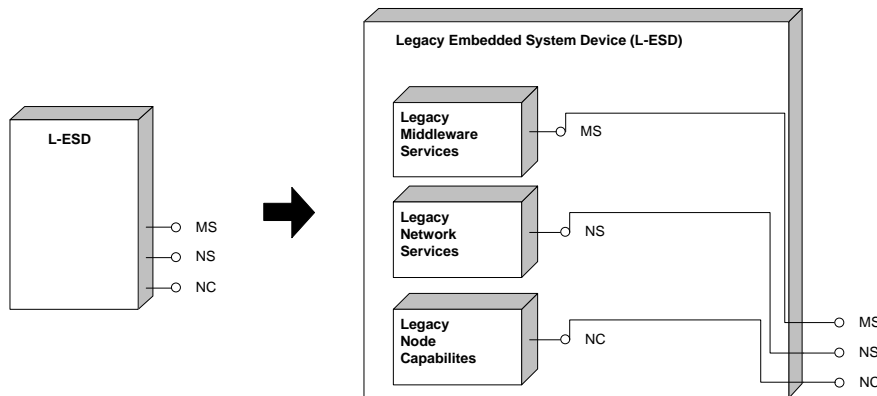 L-ESD
MS
NS
NC
Legacy Embedded System Device (L-ESD)
Legacy
Middleware
Services
MS
Legacy
Network
Services
NS
Legacy
Node
Capabilites
NC
MS
NS
NC